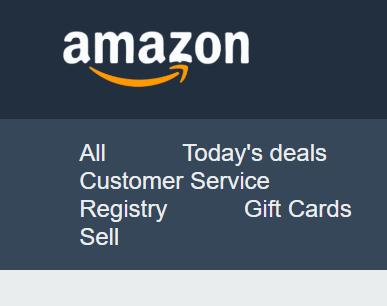 amazon
All Today's deals
Customer Service
Registry Gift Cards
Sell